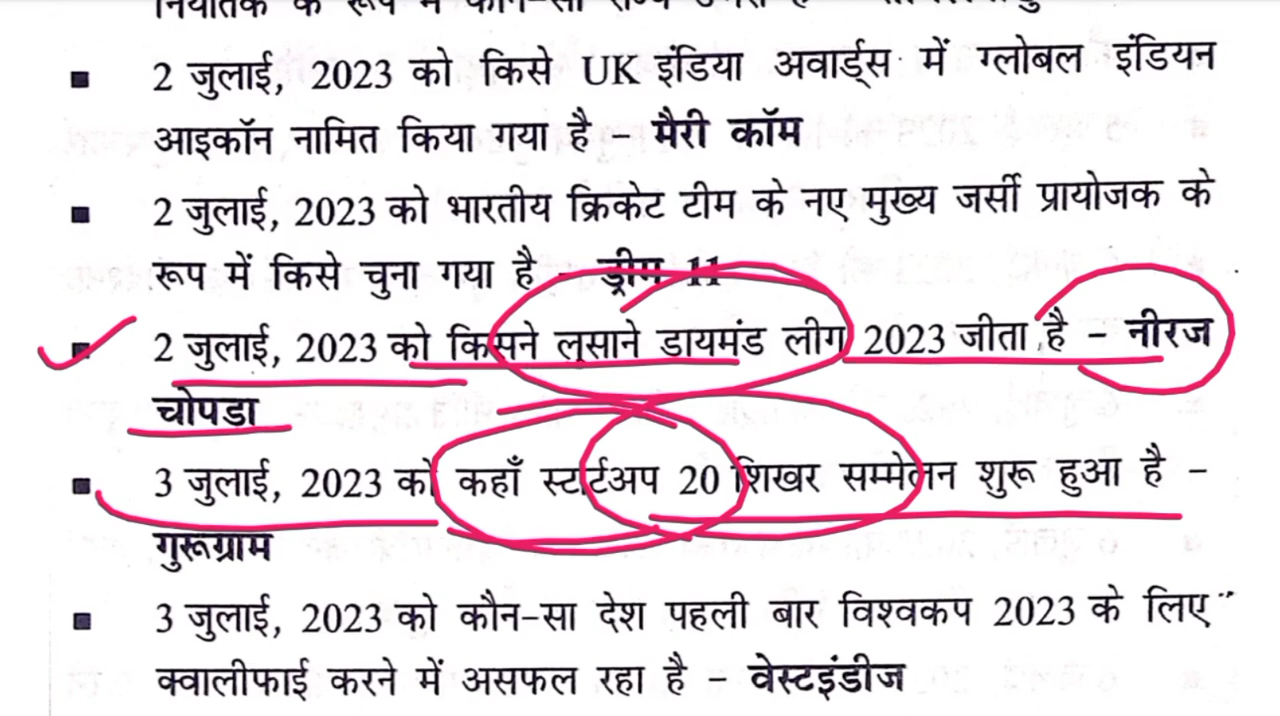 2 जुलाई, 2023 को किसे UK इंडिया अवार्ड्स में ग्लोबल इंडियन
आइकॉन नामित किया गया है – मैरी कॉम
2 जुलाई, 2023 को भारतीय क्रिकेट टीम के नए मुख्य जर्सी प्रायोजक के
रूप में किसे चुना गया है – ड्रीम 11
2 जुलाई, 2023 को किसने लुसाने डायमंड लीग 2023 जीता है – नीरज
चोपडा
3 जुलाई, 2023 को कहाँ स्टार्टअप 20 शिखर सम्मेलन शुरू हुआ है –
गुरूग्राम
3 जुलाई, 2023 को कौन-सा देश पहली बार विश्वकप 2023 के लिए
क्वालीफाई करने में असफल रहा है – वेस्टइंडीज